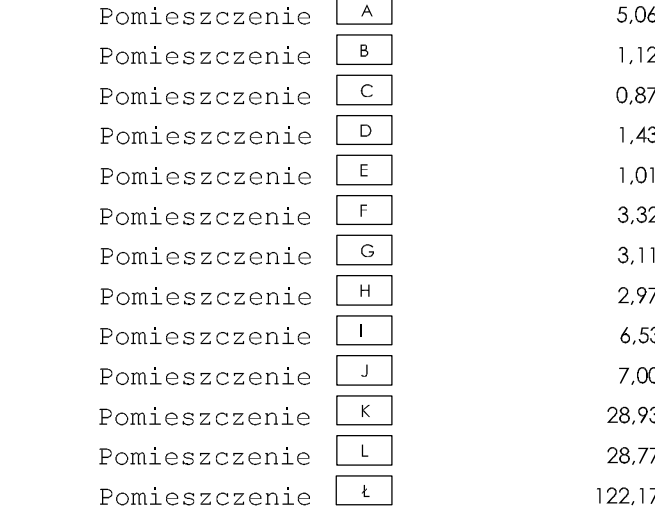 Pomieszczenie A 5,06
Pomieszczenie B 1,12
Pomieszczenie C 0,87
Pomieszczenie D 1,43
Pomieszczenie E 1,01
Pomieszczenie F 3,32
Pomieszczenie G 3,11
Pomieszczenie H 2,97
Pomieszczenie I 6,53
Pomieszczenie J 7,00
Pomieszczenie K 28,93
Pomieszczenie L 28,77
Pomieszczenie Ł 122,17